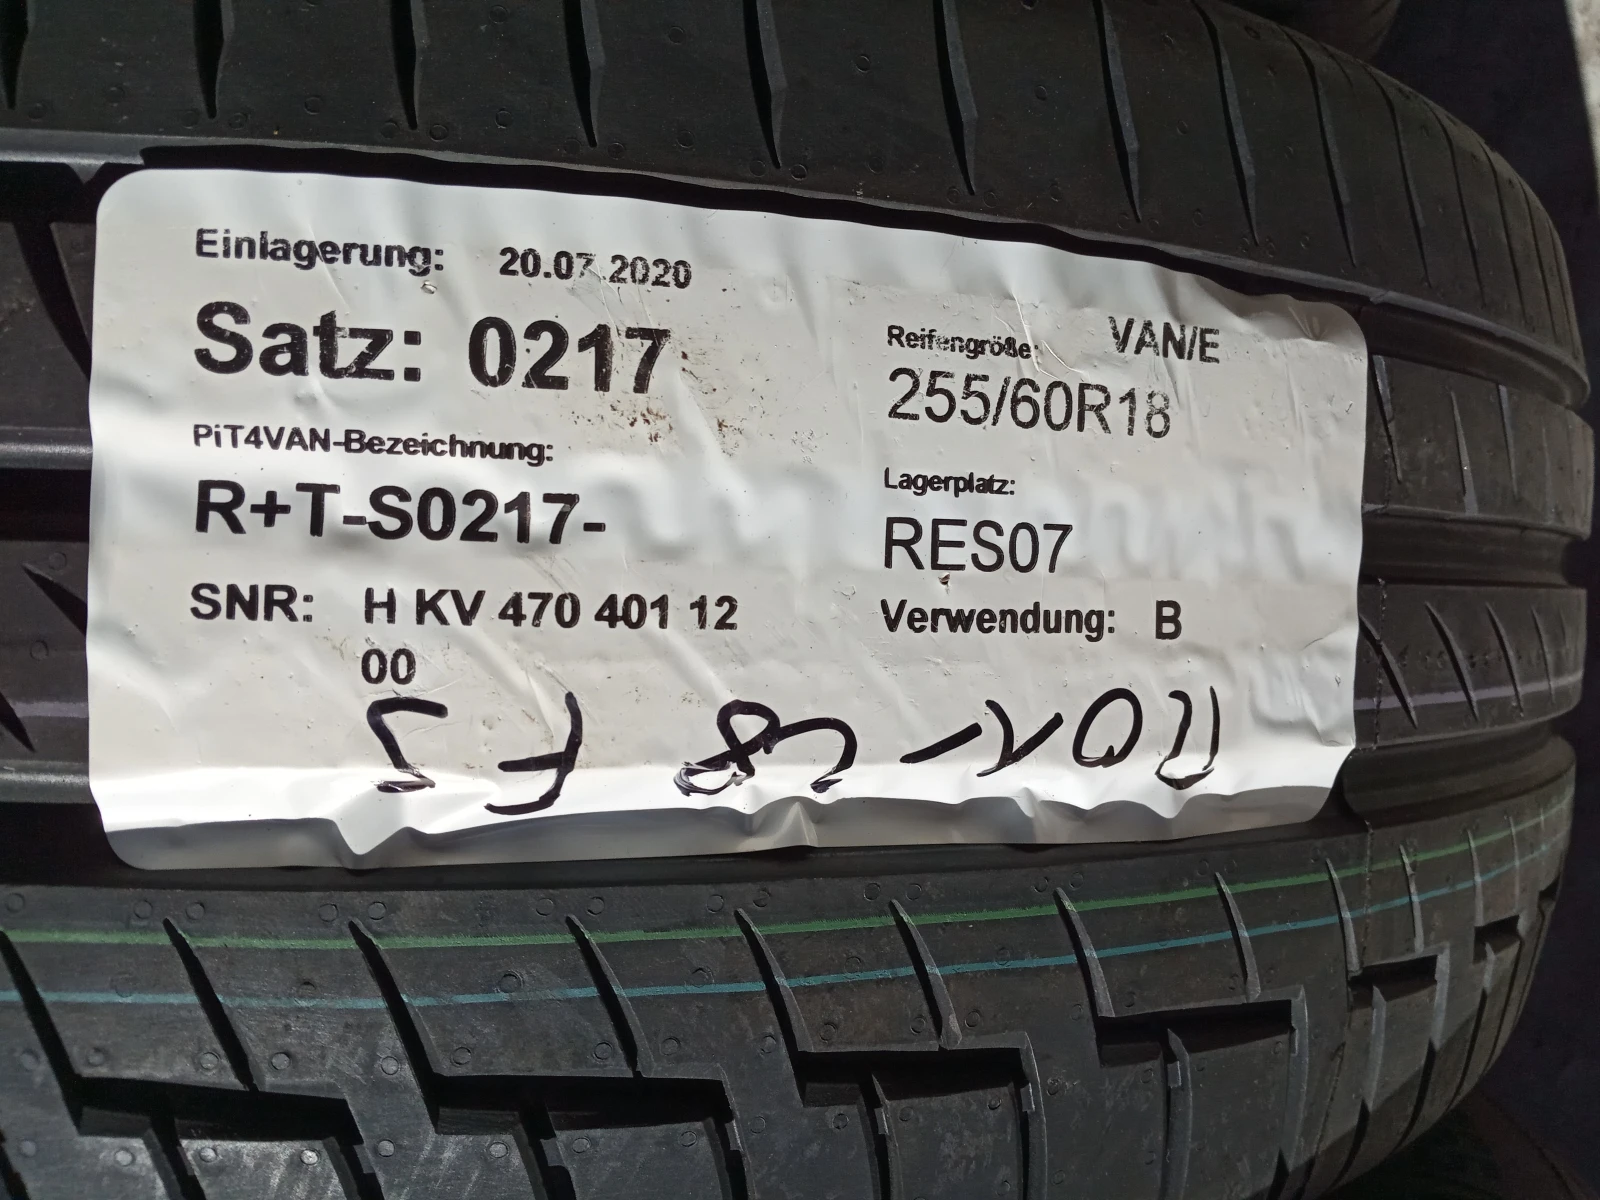 Einlagerung: 20.07.2020
Satz: 0217
PiT4VAN-Bezeichnung:
R+T-S0217-
SNR: H KV 470 401 12
00
Reifengröße: VAN/E
255/60R18
Lagerplatz:
RES07
Verwendung: B